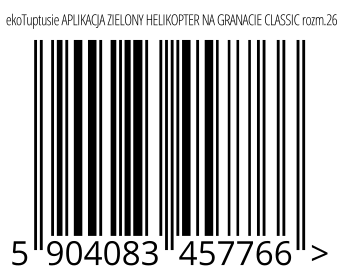 ekoTuptusie APLIKACJA ZIELONY HELIKOPTER NA GRANACIE CLASSIC rozm.26
5 904083 457766 >